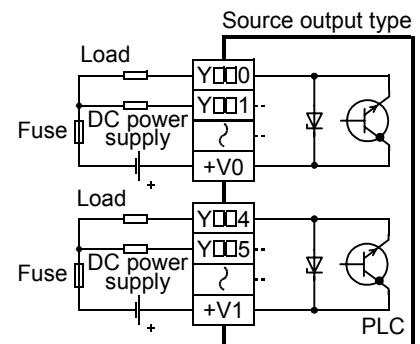 Source output type
Load
Y□□0
Y□□1
Fuse
DC power
supply
+V0
+
Load
Y□□4
Y□□5
Fuse
DC power
supply
+V1
+
PLC